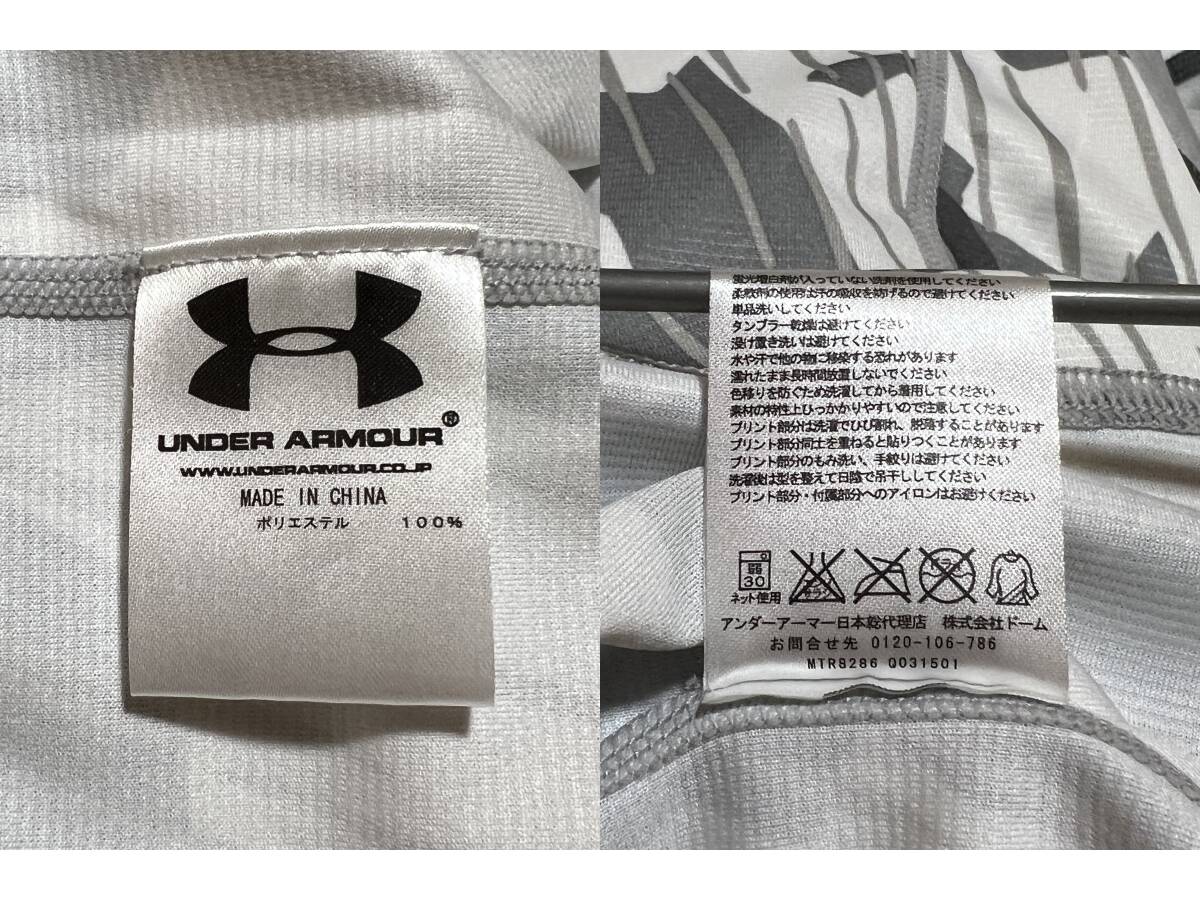 UNDER ARMOUR®
WWW.UNDERARMOUR.CO.JP
MADE IN CHINA
ポリエステル 100%
蛍光増白剤が入っていない洗剤を使用してください
柔軟剤の使用は汗の吸収を妨げるので避けてください
単品洗いしてください
タンブラー乾燥は避けてください
浸け置き洗いは避けてください
水や汗で他の物に移染する恐れがあります
濡れたまま長時間放置しないでください
色移りを防ぐため洗濯してから着用してください
素材の特性上ひっかかりやすいので注意してください
プリント部分は洗濯でひび割れ、脱落することがあります
プリント部分同士を重ねると貼りつくことがあります
プリント部分のもみ洗い、手絞りは避けてください
洗濯後は型を整えて日陰で吊干ししてください
プリント部分・付属部分へのアイロンはお避けください
弱
30
ネット使用
アンダーアーマー日本総代理店 株式会社ドーム
お問合せ先 0120-106-786
MTR8286 Q031501